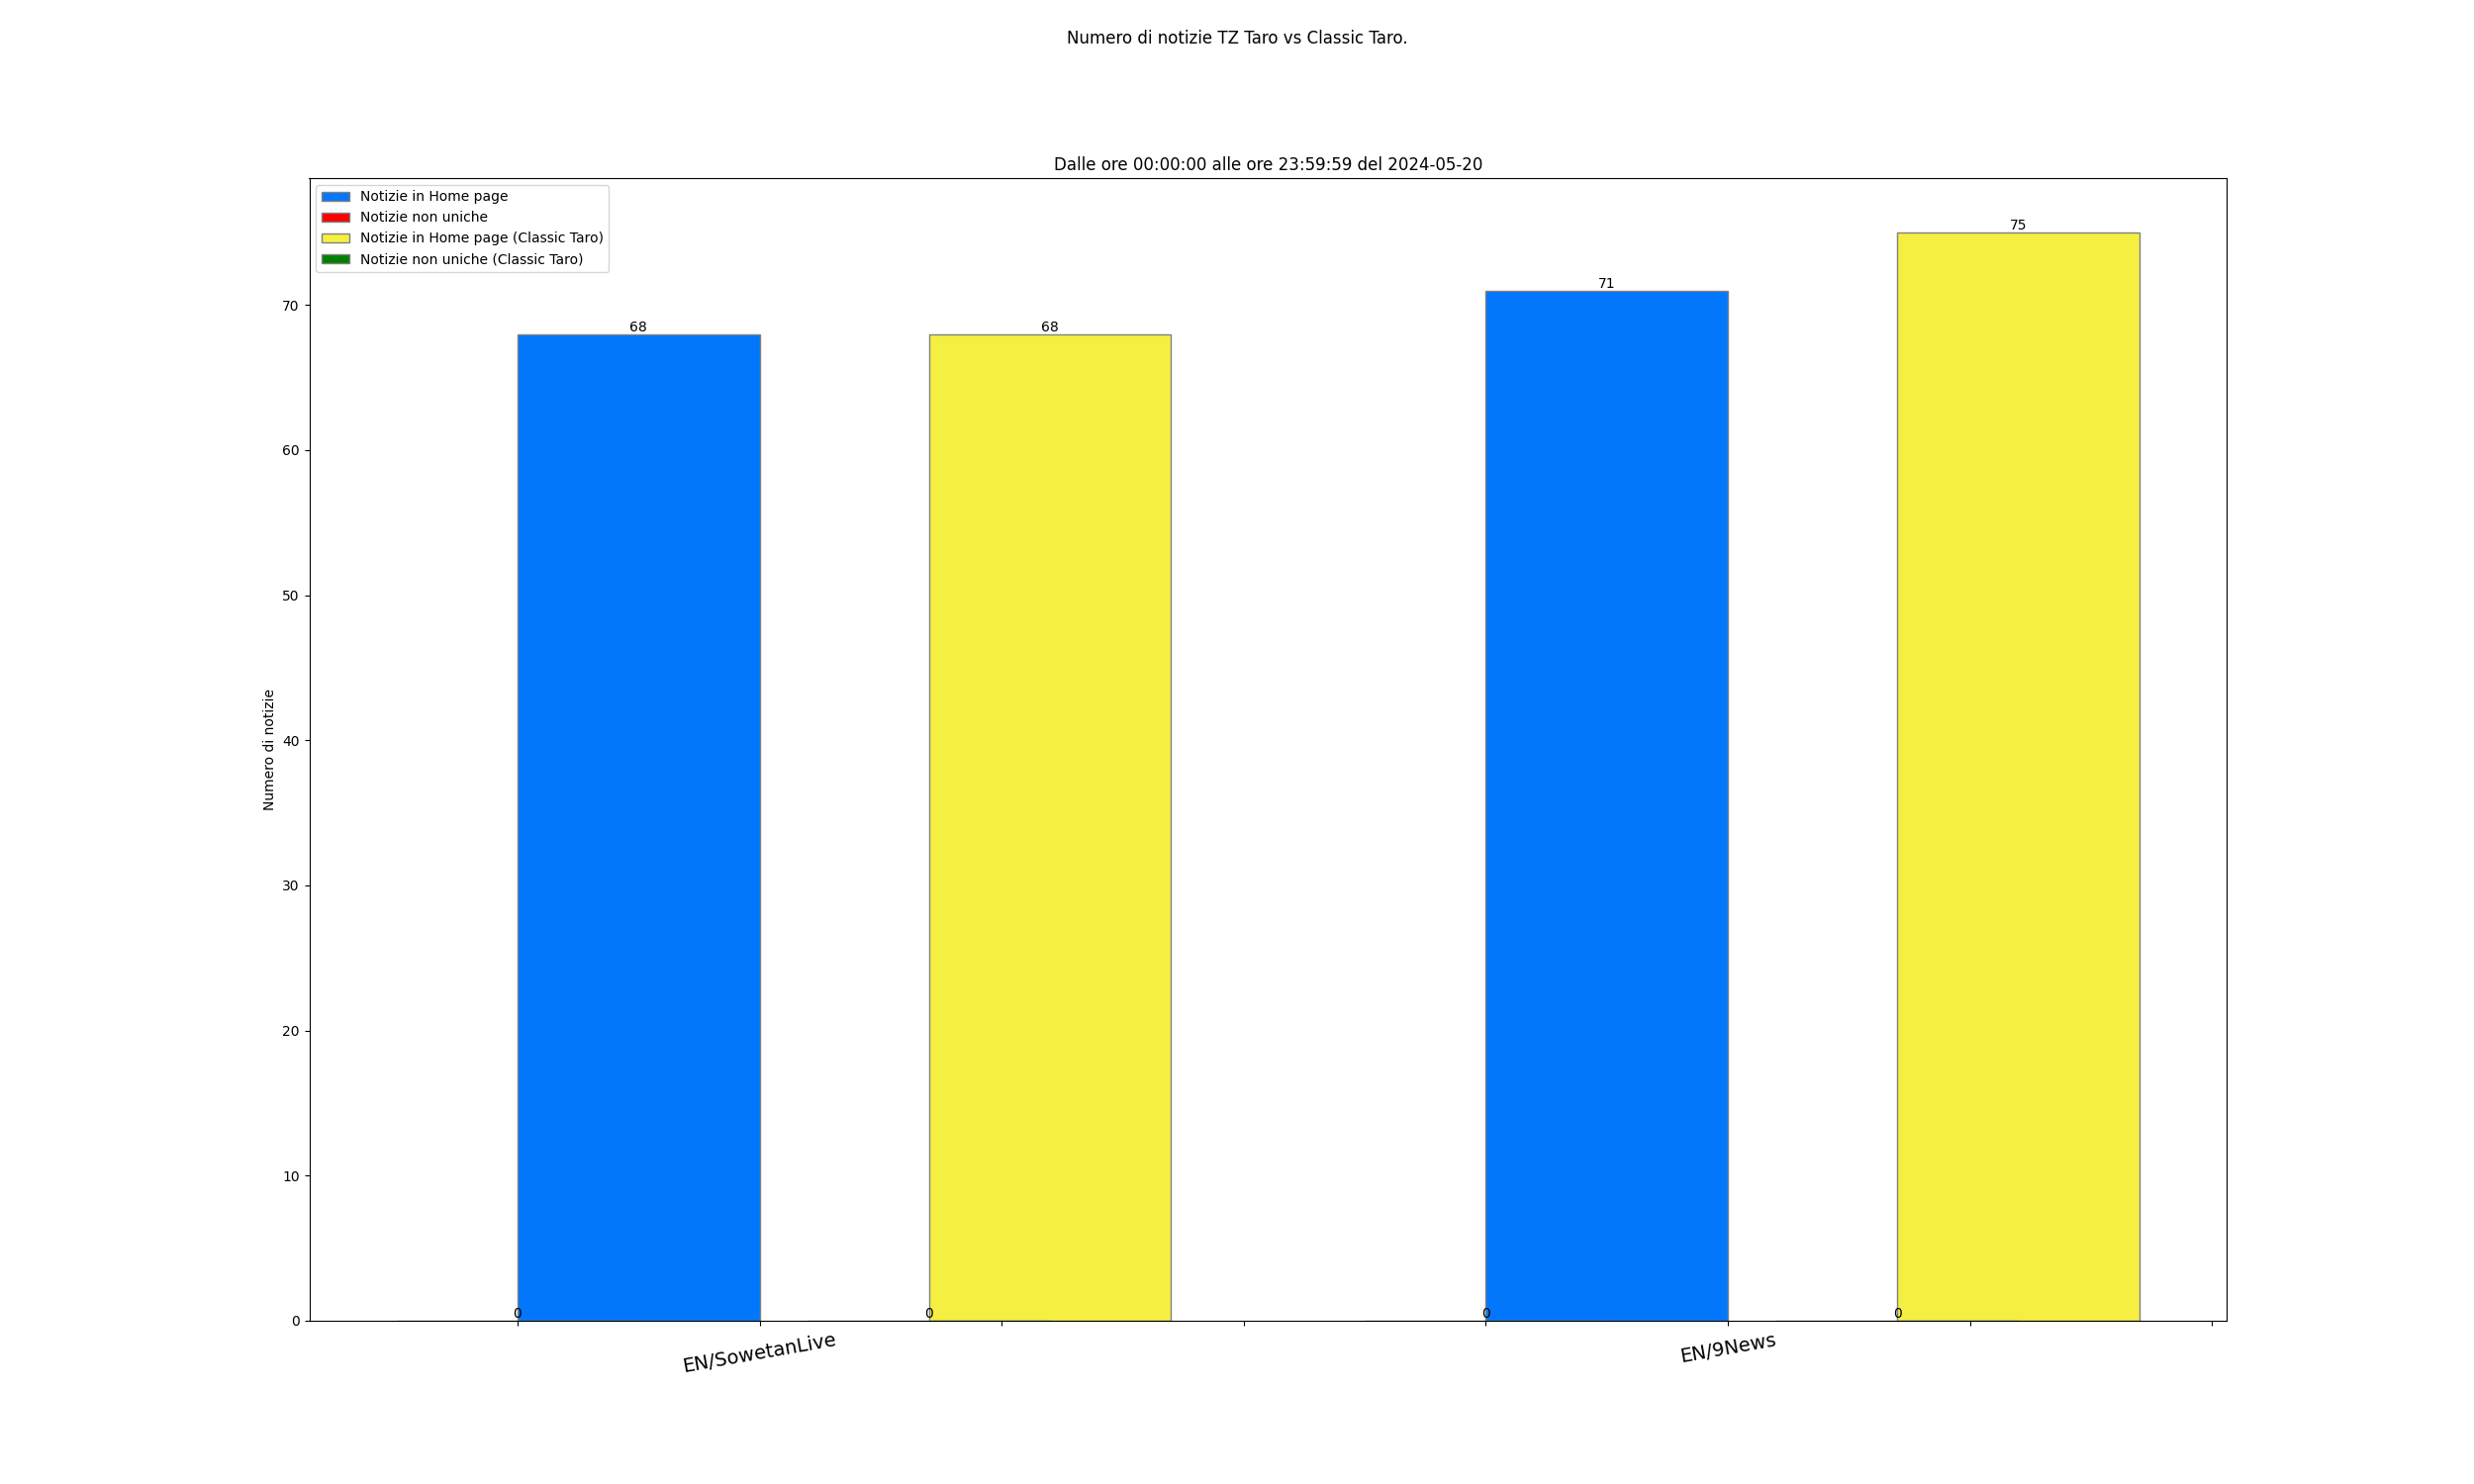 Numero di notizie TZ Taro vs Classic Taro.
Dalle ore 00:00:00 alle ore 23:59:59 del 2024-05-20
Notizie in Home page
Notizie non uniche
Notizie in Home page (Classic Taro)
Notizie non uniche (Classic Taro)
75
71
68
68
70
60
50
40
30
20
10
0
Numero di notizie
0
0
0
0
EN/SowetanLive
EN/9News